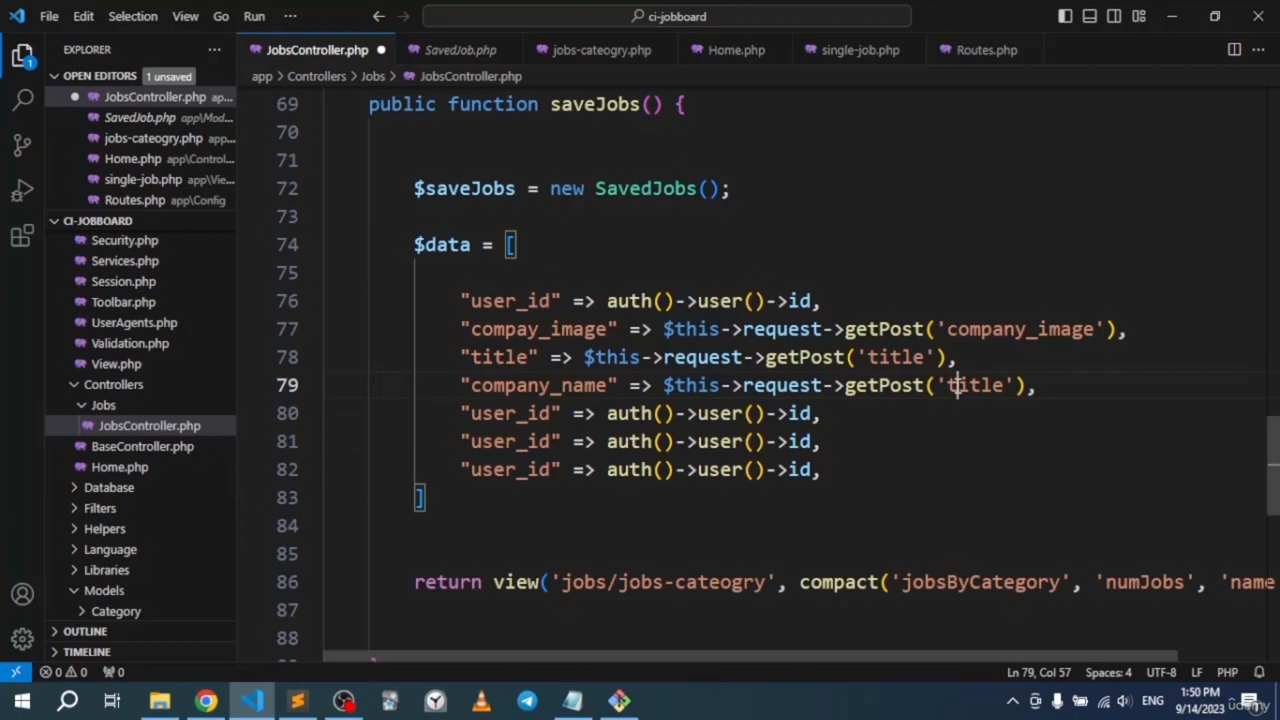 File Edit Selection View Go Run ··· ci-jobboard
EXPLORER ··· JobsController.php SavedJob.php jobs-cateogry.php Home.php single-job.php Routes.php ···
app > Controllers > Jobs > JobsController.php
OPEN EDITORS 1 unsaved
JobsController.php ap...
SavedJob.php app\Mod...
jobs-cateogry.php app...
Home.php app\Control...
single-job.php app\Vie...
Routes.php app\Config
CI-JOBBOARD
Security.php
Services.php
Session.php
Toolbar.php
UserAgents.php
Validation.php
View.php
Controllers
Jobs
JobsController.php
BaseController.php
Home.php
Database
Filters
Helpers
Language
Libraries
Models
Category
OUTLINE
TIMELINE
69 public function saveJobs() {
70
71
72 $saveJobs = new SavedJobs();
73
74 $data = [
75
76 "user_id" => auth()->user()->id,
77 "compay_image" => $this->request->getPost('company_image'),
78 "title" => $this->request->getPost('title'),
79 "company_name" => $this->request->getPost('title'),
80 "user_id" => auth()->user()->id,
81 "user_id" => auth()->user()->id,
82 "user_id" => auth()->user()->id,
83 ]
84
85
86 return view('jobs/jobs-cateogry', compact('jobsByCategory', 'numJobs', 'name
87
88
0 0 0 Ln 79, Col 57 Spaces: 4 UTF-8 LF PHP
ENG 1:50 PM
9/14/2023
udemy